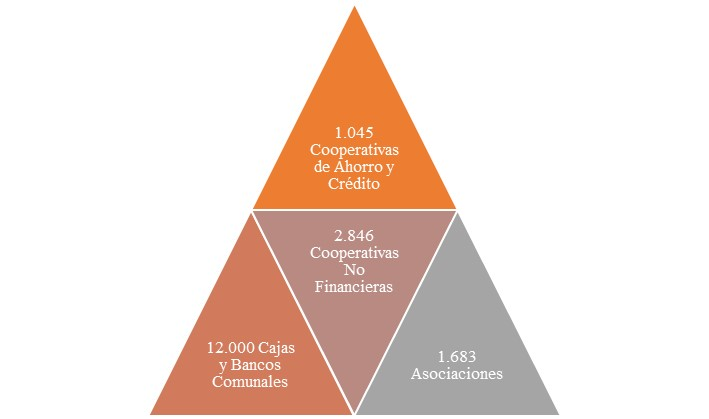 1.045
Cooperativas
de Ahorro y
Crédito
2.846
Cooperativas
No
Financieras
12.000 Cajas
y Bancos
Comunales
1.683
Asociaciones